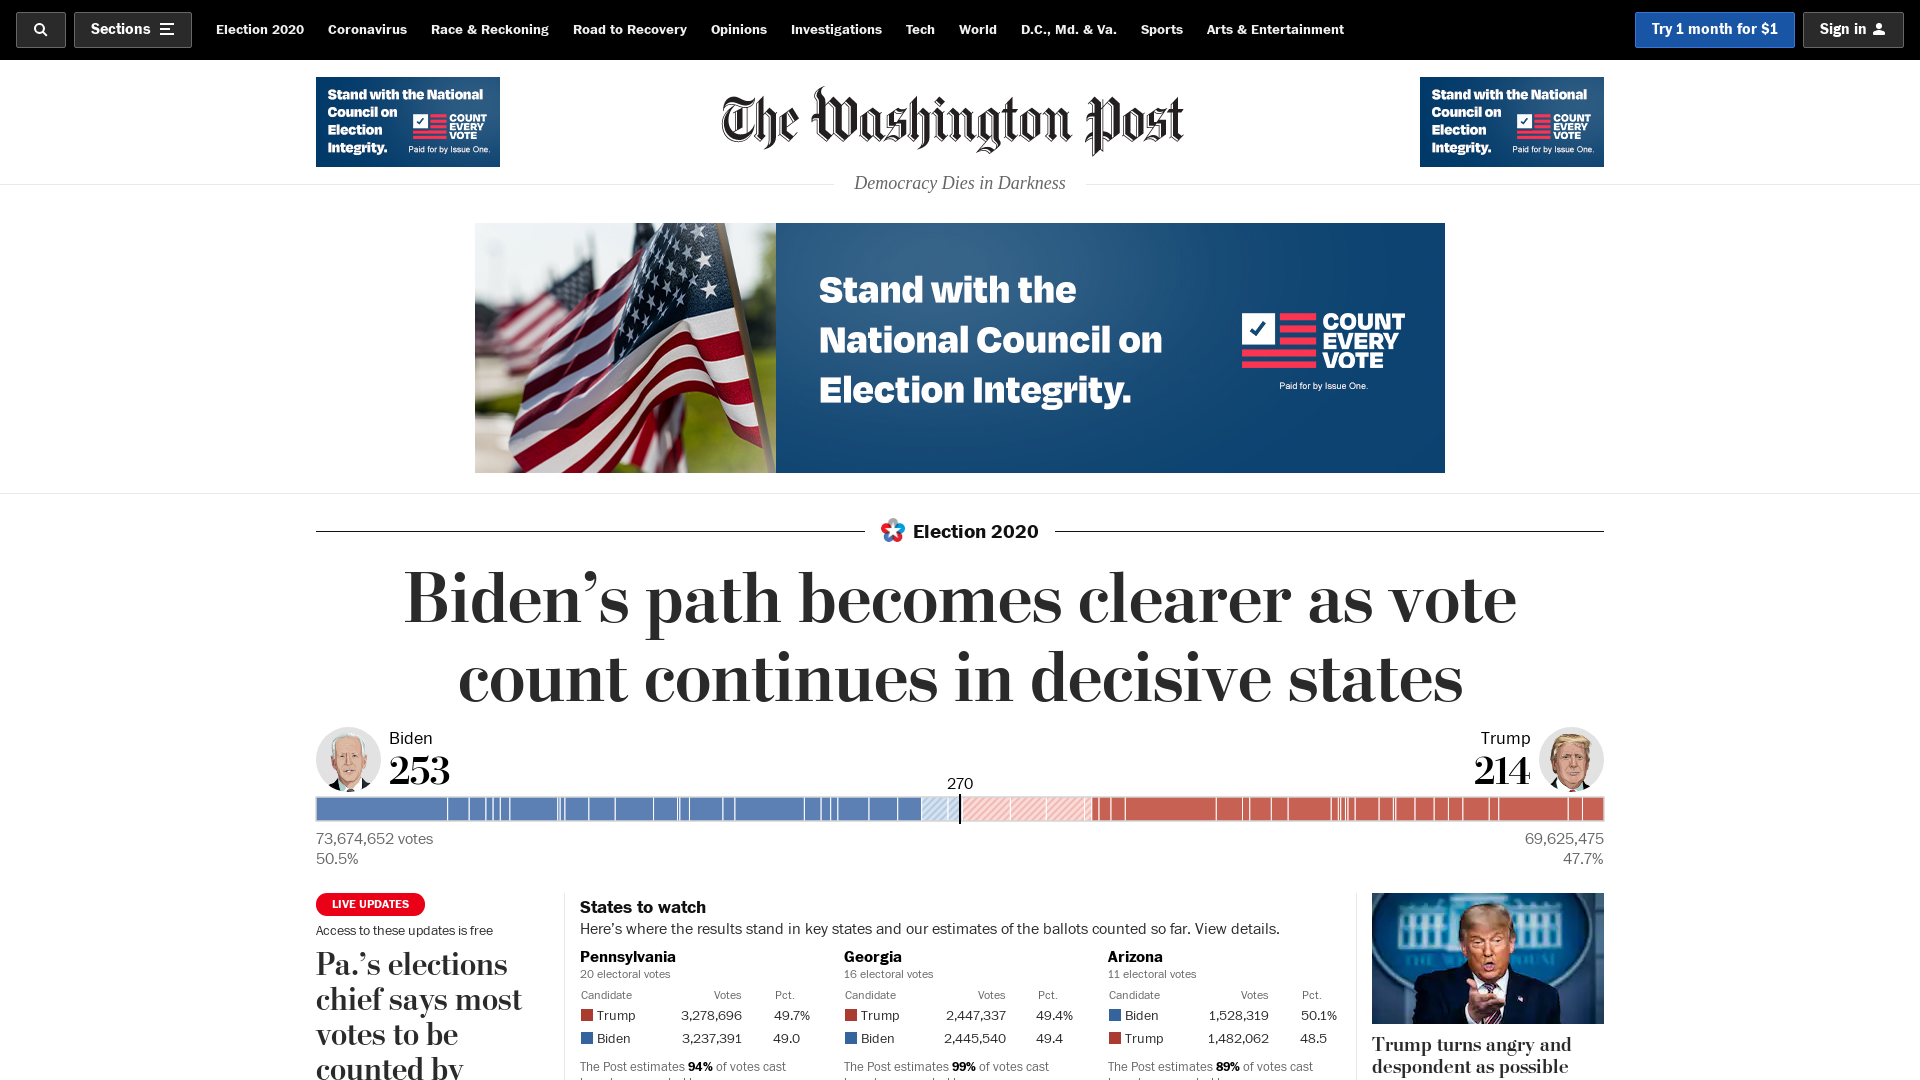 Sections
Election 2020
Coronavirus
Race & Reckoning
Road to Recovery
Opinions
Investigations
Tech
World
D.C., Md. & Va.
Sports
Arts & Entertainment
Try 1 month for $1
Sign in
Stand with the National
Council on
Election
Integrity.
COUNT
EVERY
VOTE
Paid for by Issue One.
The Washington Post
Stand with the National
Council on
Election
Integrity.
COUNT
EVERY
VOTE
Paid for by Issue One.
Democracy Dies in Darkness
Stand with the
National Council on
Election Integrity.
COUNT
EVERY
VOTE
Paid for by Issue One.
Election 2020
Biden’s path becomes clearer as vote
count continues in decisive states
Biden
253
270
Trump
214
73,674,652 votes
50.5%
69,625,475
47.7%
LIVE UPDATES
Access to these updates is free
Pa.’s elections
chief says most
votes to be
counted by
States to watch
Here’s where the results stand in key states and our estimates of the ballots counted so far. View details.
Pennsylvania
20 electoral votes
Candidate Votes Pct.
Trump 3,278,696 49.7%
Biden 3,237,391 49.0
The Post estimates 94% of votes cast
Georgia
16 electoral votes
Candidate Votes Pct.
Trump 2,447,337 49.4%
Biden 2,445,540 49.4
The Post estimates 99% of votes cast
Arizona
11 electoral votes
Candidate Votes Pct.
Biden 1,528,319 50.1%
Trump 1,482,062 48.5
The Post estimates 89% of votes cast
Trump turns angry and
despondent as possible